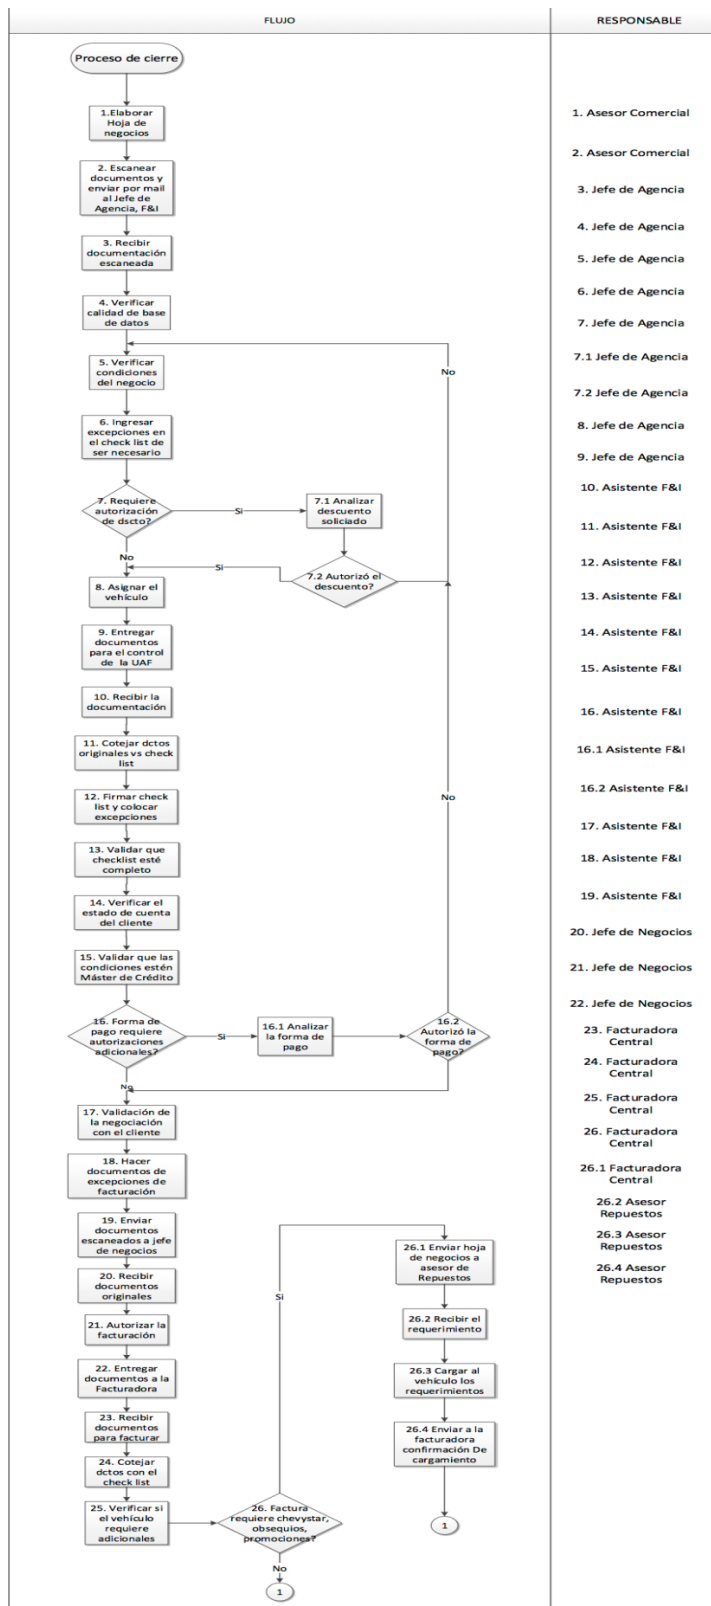 FLUJO
RESPONSABLE
Proceso de cierre
1.Elaborar
Hoja de
negocios
2. Escanear
documentos y
enviar por mail
al Jefe de
Agencia, F&I
3. Recibir
documentación
escaneada
4. Verificar
calidad de base
de datos
5. Verificar
condiciones
del negocio
No
6. Ingresar
excepciones en
el check list de
ser necesario
7. Requiere
autorización
de dscto?
Si
7.1 Analizar
descuento
soliciado
No
Si
7.2 Autorizó el
descuento?
8. Asignar el
vehículo
9. Entregar
documentos
para el control
de la UAF
10. Recibir la
documentación
11. Cotejar dctos
originales vs check
list
12. Firmar check
list y colocar
excepciones
No
13. Validar que
checklist esté
completo
14. Verificar el
estado de cuenta
del cliente
15. Validar que las
condiciones estén
Máster de Crédito
16. Forma de
pago requiere
autorizaciones
adicionales?
Si
16.1 Analizar
la forma de
pago
16.2
Autorizó la
forma de
pago?
No
17. Validación de
la negociación
con el cliente
18. Hacer
documentos de
excepciones de
facturación
19. Enviar
documentos
escaneados a jefe
de negocios
20. Recibir
documentos
originales
21. Autorizar la
facturación
22. Entregar
documentos a la
Facturadora
23. Recibir
documentos
para facturar
24. Cotejar
dctos con el
check list
25. Verificar si
el vehículo
requiere
adicionales
26. Factura
requiere chevystar,
obsequios,
promociones?
Si
No
1
26.1 Enviar hoja
de negocios a
asesor de
Repuestos
26.2 Recibir el
requerimiento
26.3 Cargar al
vehículo los
requerimientos
26.4 Enviar a la
facturadora
confirmación De
cargamiento
1
1. Asesor Comercial
2. Asesor Comercial
3. Jefe de Agencia
4. Jefe de Agencia
5. Jefe de Agencia
6. Jefe de Agencia
7. Jefe de Agencia
7.1 Jefe de Agencia
7.2 Jefe de Agencia
8. Jefe de Agencia
9. Jefe de Agencia
10. Asistente F&I
11. Asistente F&I
12. Asistente F&I
13. Asistente F&I
14. Asistente F&I
15. Asistente F&I
16. Asistente F&I
16.1 Asistente F&I
16.2 Asistente F&I
17. Asistente F&I
18. Asistente F&I
19. Asistente F&I
20. Jefe de Negocios
21. Jefe de Negocios
22. Jefe de Negocios
23. Facturadora
Central
24. Facturadora
Central
25. Facturadora
Central
26. Facturadora
Central
26.1 Facturadora
Central
26.2 Asesor
Repuestos
26.3 Asesor
Repuestos
26.4 Asesor
Repuestos